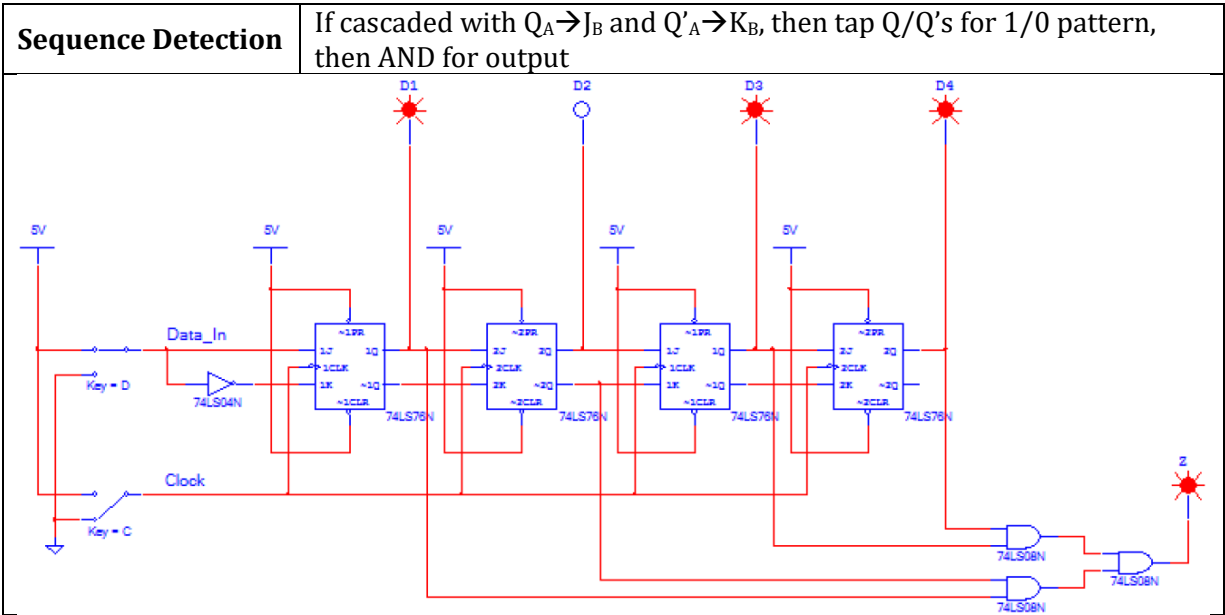 Sequence Detection
If cascaded with QA→JB and Q'A→KB, then tap Q/Q's for 1/0 pattern,
then AND for output
D1 D2 D3 D4
5V 5V 5V 5V 5V
Data_In
~1PR ~2PR ~1PR ~2PR
1J 1Q 2J 2Q 1J 1Q 2J 2Q
1CLK 2CLK 1CLK 2CLK
Key = D
1K ~1Q 2K ~2Q 1K ~1Q 2K ~2Q
74LS04N
~1CLR ~2CLR ~1CLR ~2CLR
74LS76N 74LS76N 74LS76N 74LS76N
Z
Clock
Key = C
74LS08N
74LS08N
74LS08N